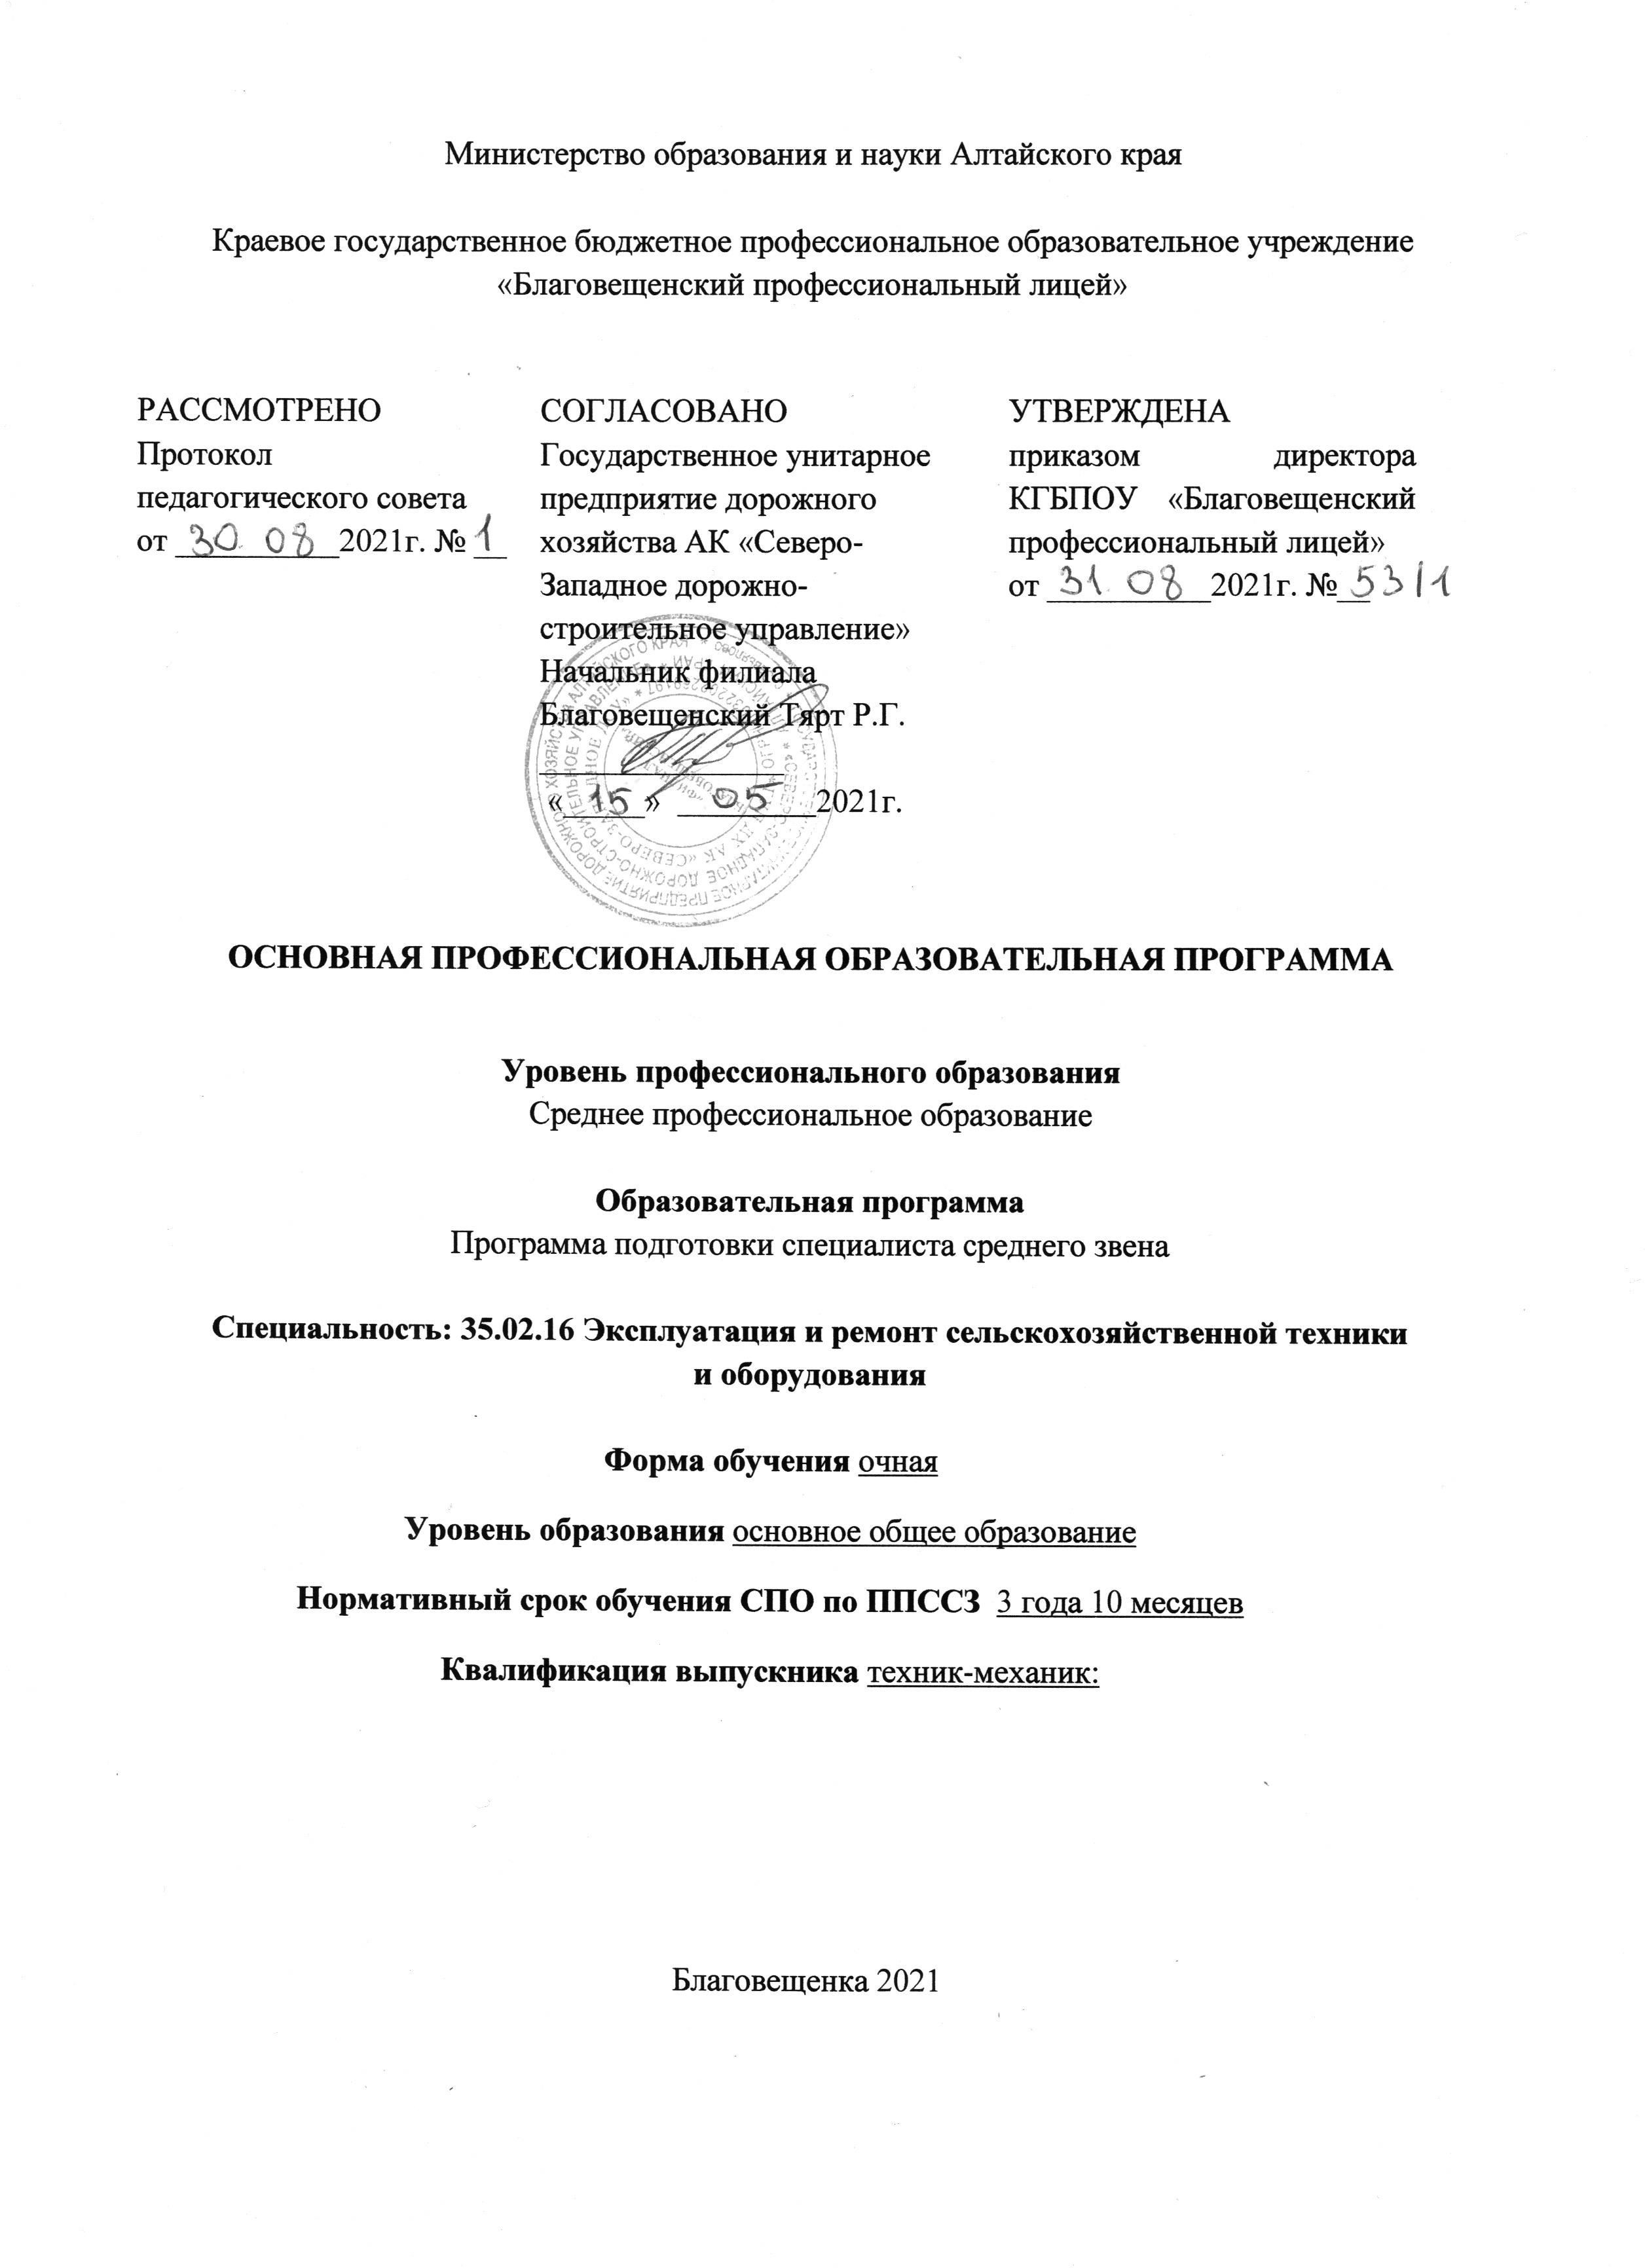 Министерство образования и науки Алтайского края
Краевое государственное бюджетное профессиональное образовательное учреждение
«Благовещенский профессиональный лицей»
РАССМОТРЕНО
Протокол
педагогического совета
от 30. 08 2021г. № 1
СОГЛАСОВАНО
Государственное унитарное
предприятие дорожного
хозяйства АК «Северо-
Западное дорожно-
строительное управление»
Начальник филиала
Благовещенский Тярт Р.Г.
« 15 » 05 2021г.
УТВЕРЖДЕНА
приказом директора
КГБПОУ «Благовещенский
профессиональный лицей»
от 31. 08 2021г. № 53/1
ОСНОВНАЯ ПРОФЕССИОНАЛЬНАЯ ОБРАЗОВАТЕЛЬНАЯ ПРОГРАММА
Уровень профессионального образования
Среднее профессиональное образование
Образовательная программа
Программа подготовки специалиста среднего звена
Специальность: 35.02.16 Эксплуатация и ремонт сельскохозяйственной техники
и оборудования
Форма обучения очная
Уровень образования основное общее образование
Нормативный срок обучения СПО по ППССЗ 3 года 10 месяцев
Квалификация выпускника техник-механик:
Благовещенка 2021